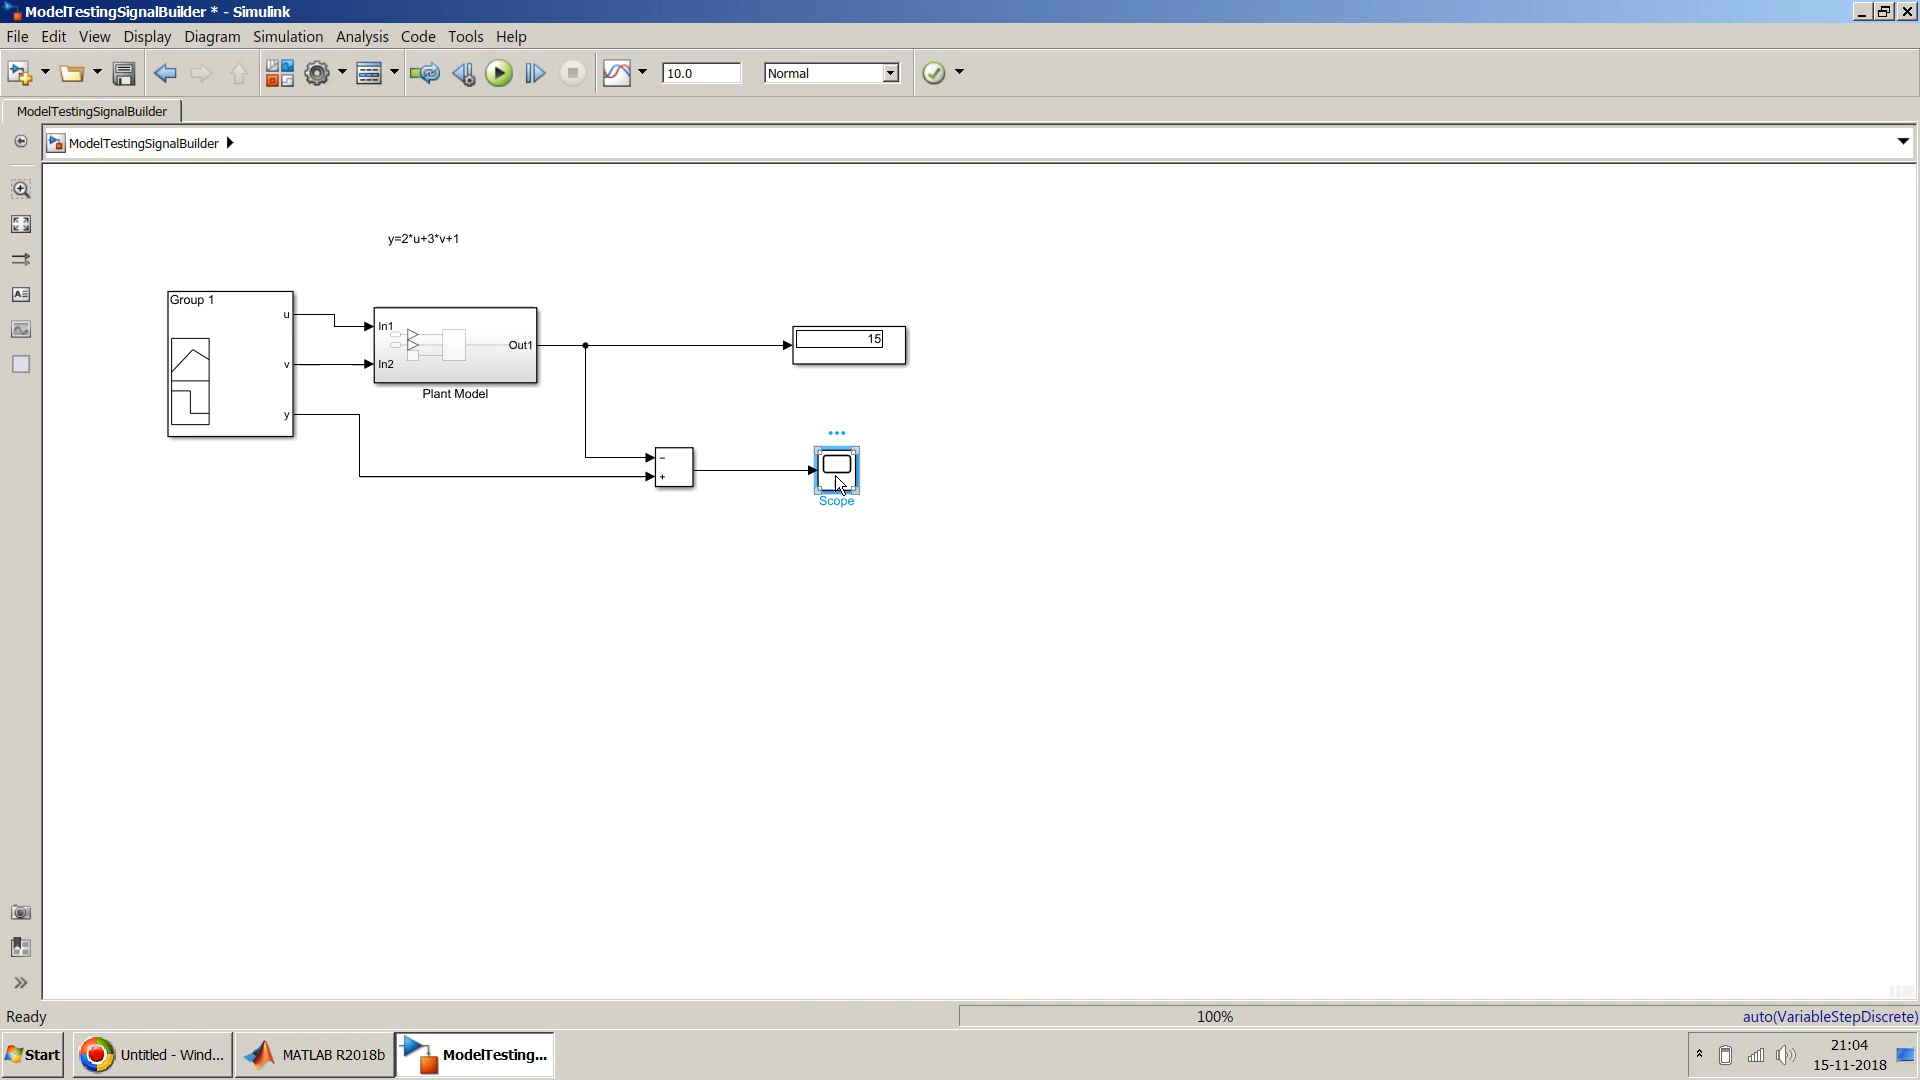 ModelTestingSignalBuilder * - Simulink
File Edit View Display Diagram Simulation Analysis Code Tools Help
10.0 Normal
ModelTestingSignalBuilder
ModelTestingSignalBuilder
y=2*u+3*v+1
Group 1
u
v
y
In1
In2
Out1
Plant Model
15
−
+
Scope
Ready 100% auto(VariableStepDiscrete)
Start Untitled - Wind... MATLAB R2018b ModelTesting... 21:04
15-11-2018